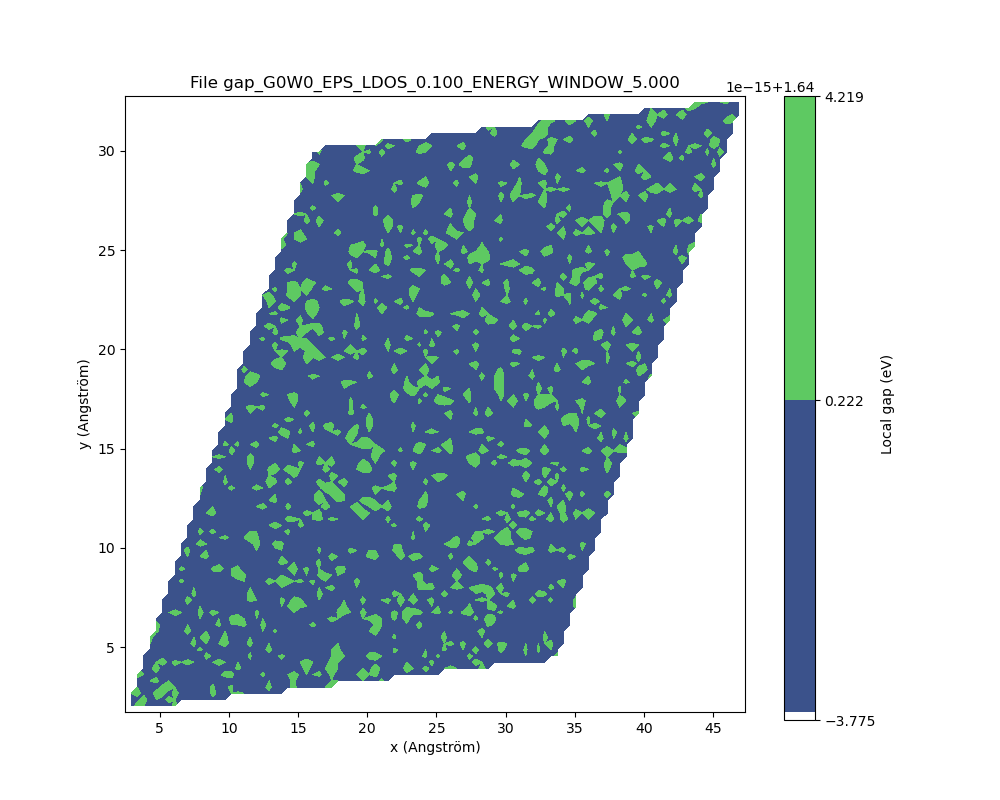 File gap_G0W0_EPS_LDOS_0.100_ENERGY_WINDOW_5.000
1e−15+1.64
4.219
0.222
−3.775
Local gap (eV)
30
25
20
15
10
5
y (Angström)
5 10 15 20 25 30 35 40 45
x (Angström)